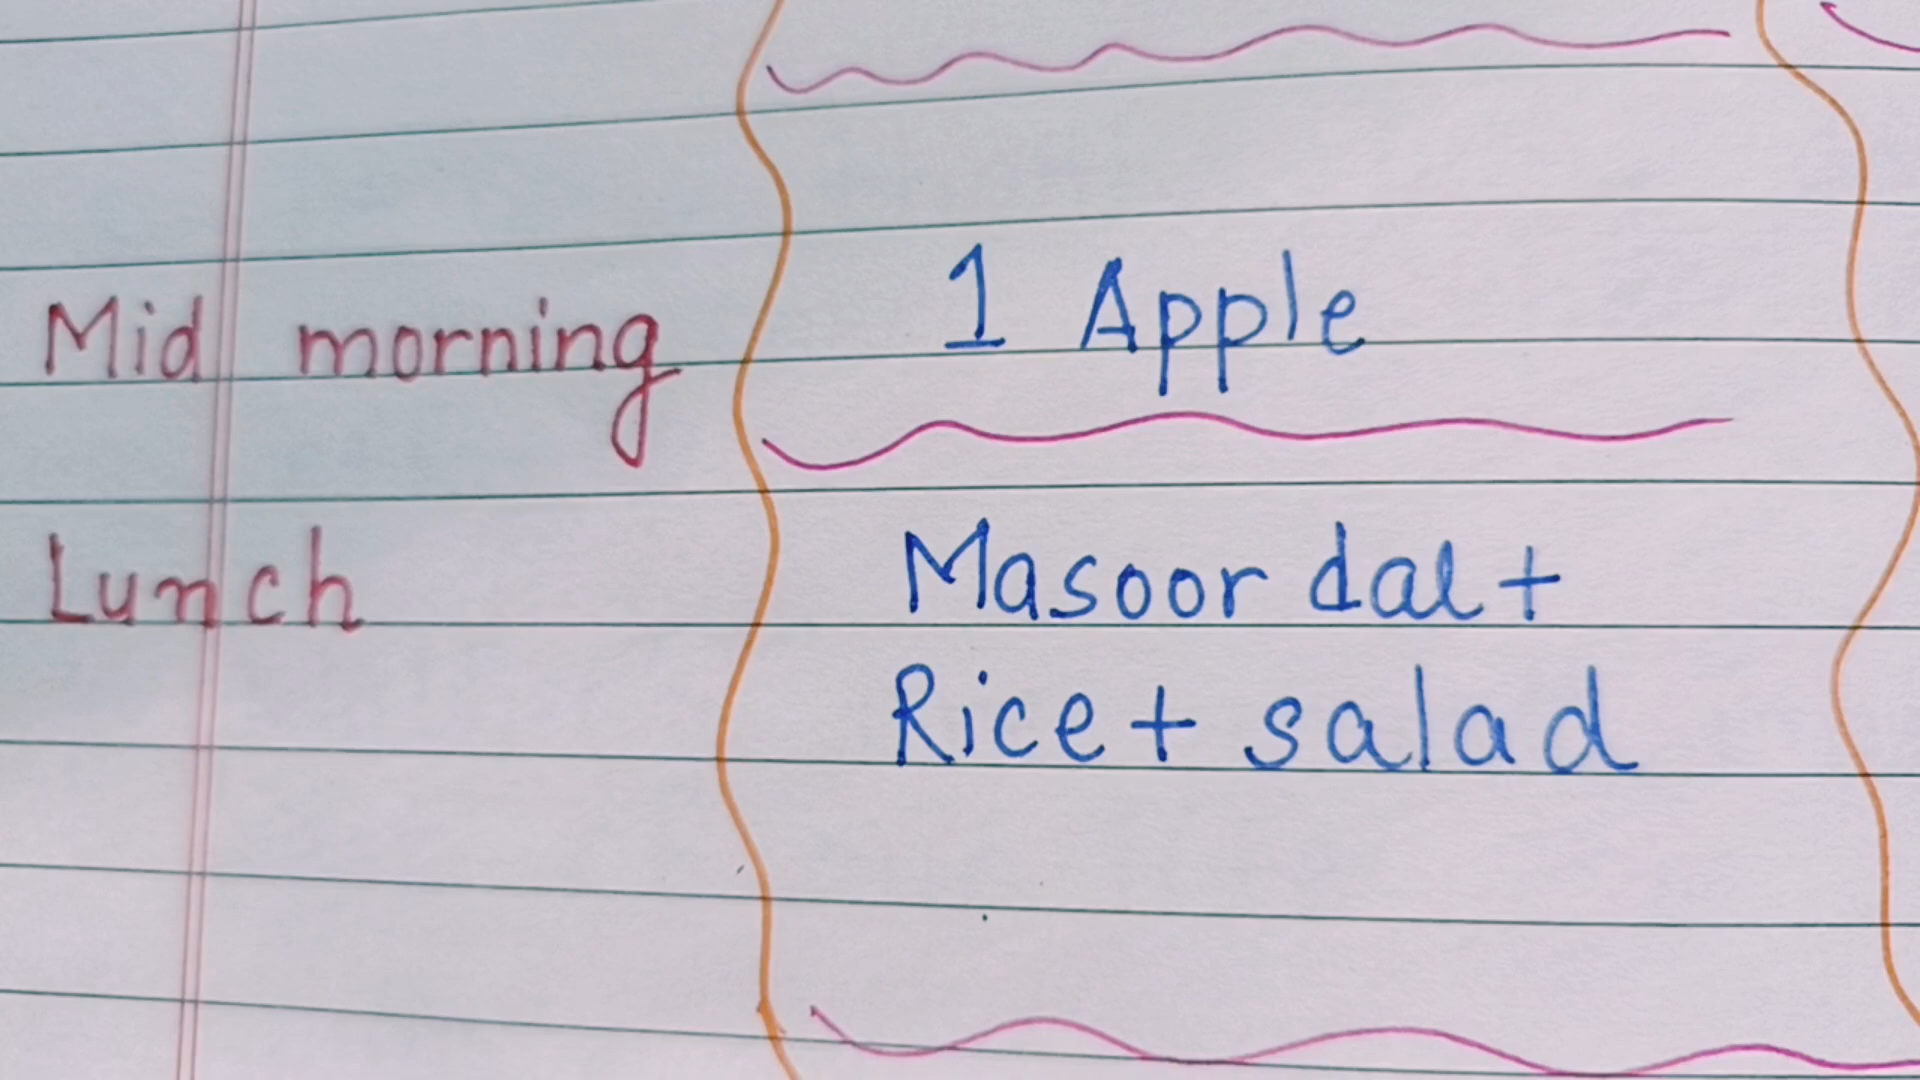 Mid morning 1 Apple
Lunch Masoor dal +
Rice + salad